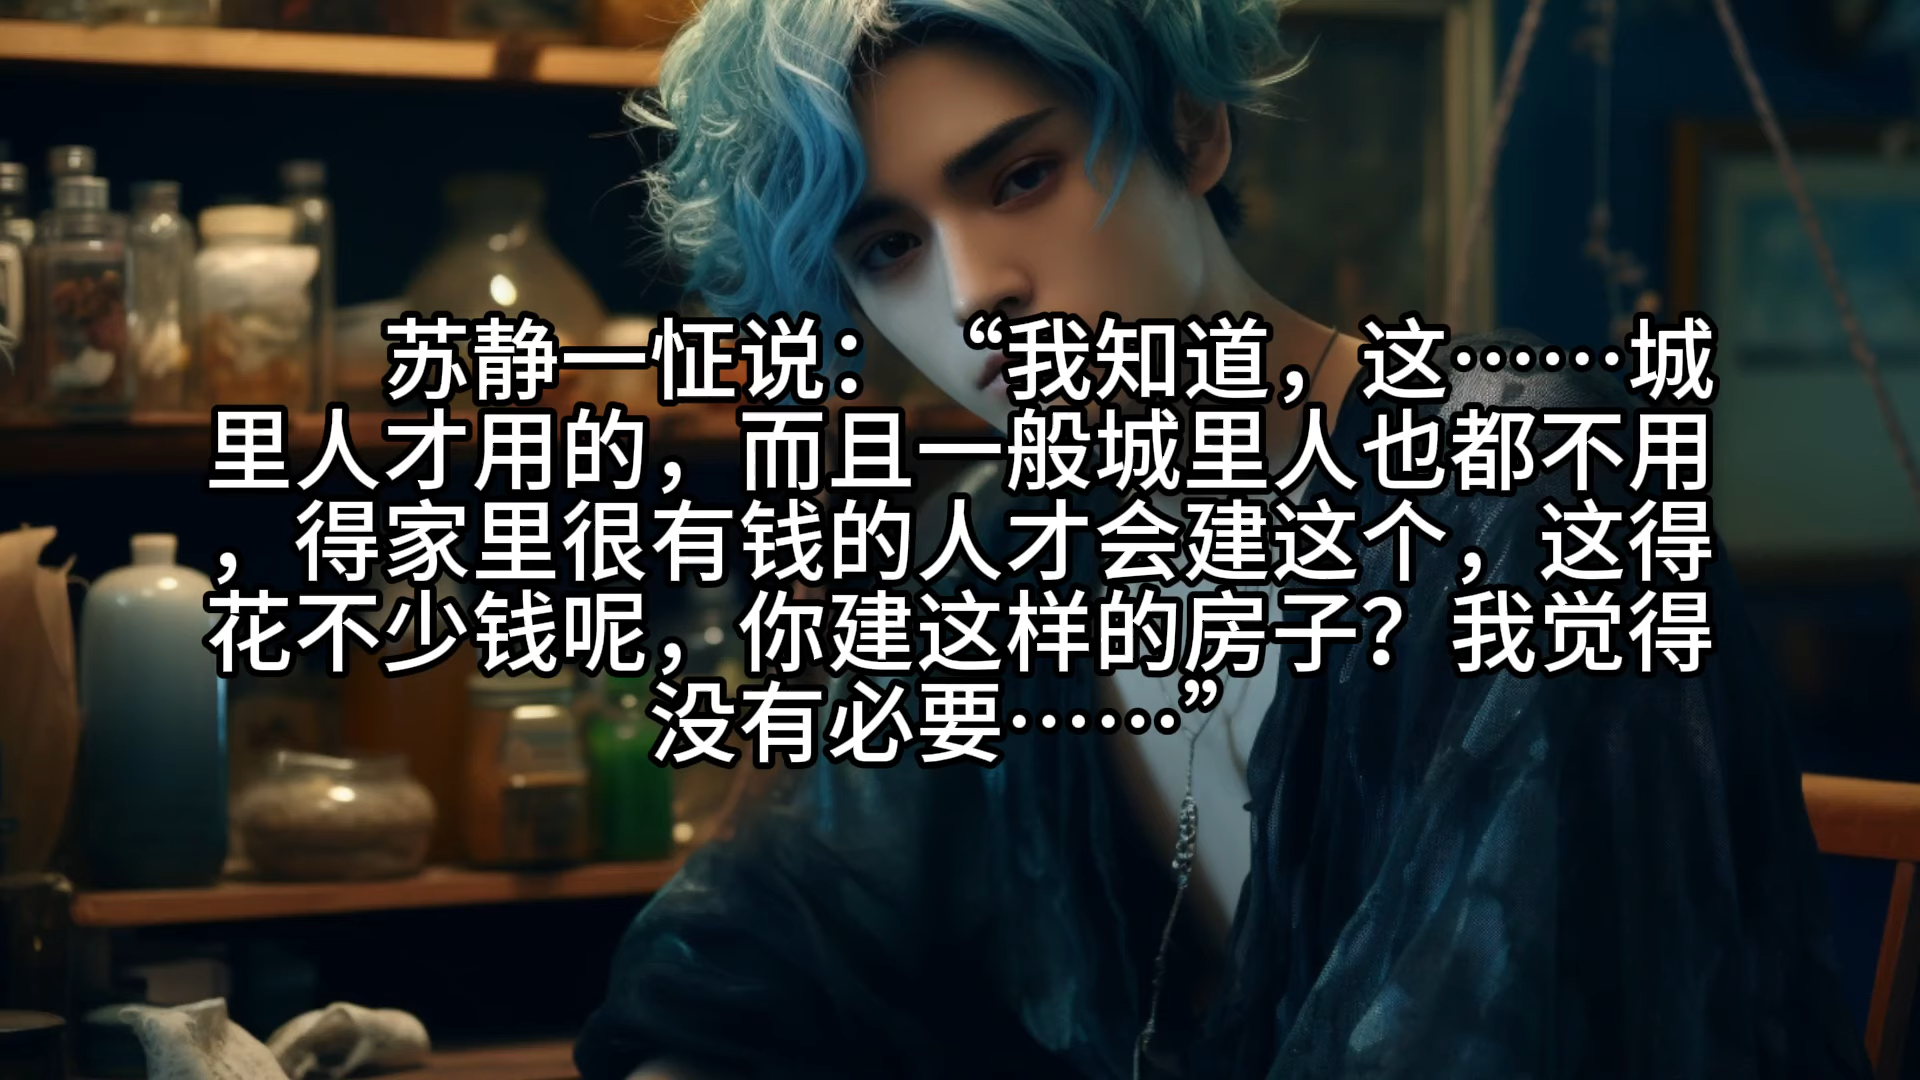 苏静一怔说：“我知道，这……城
里人才用的，而且一般城里人也都不用
，得家里很有钱的人才会建这个，这得
花不少钱呢，你建这样的房子？我觉得
没有必要……”